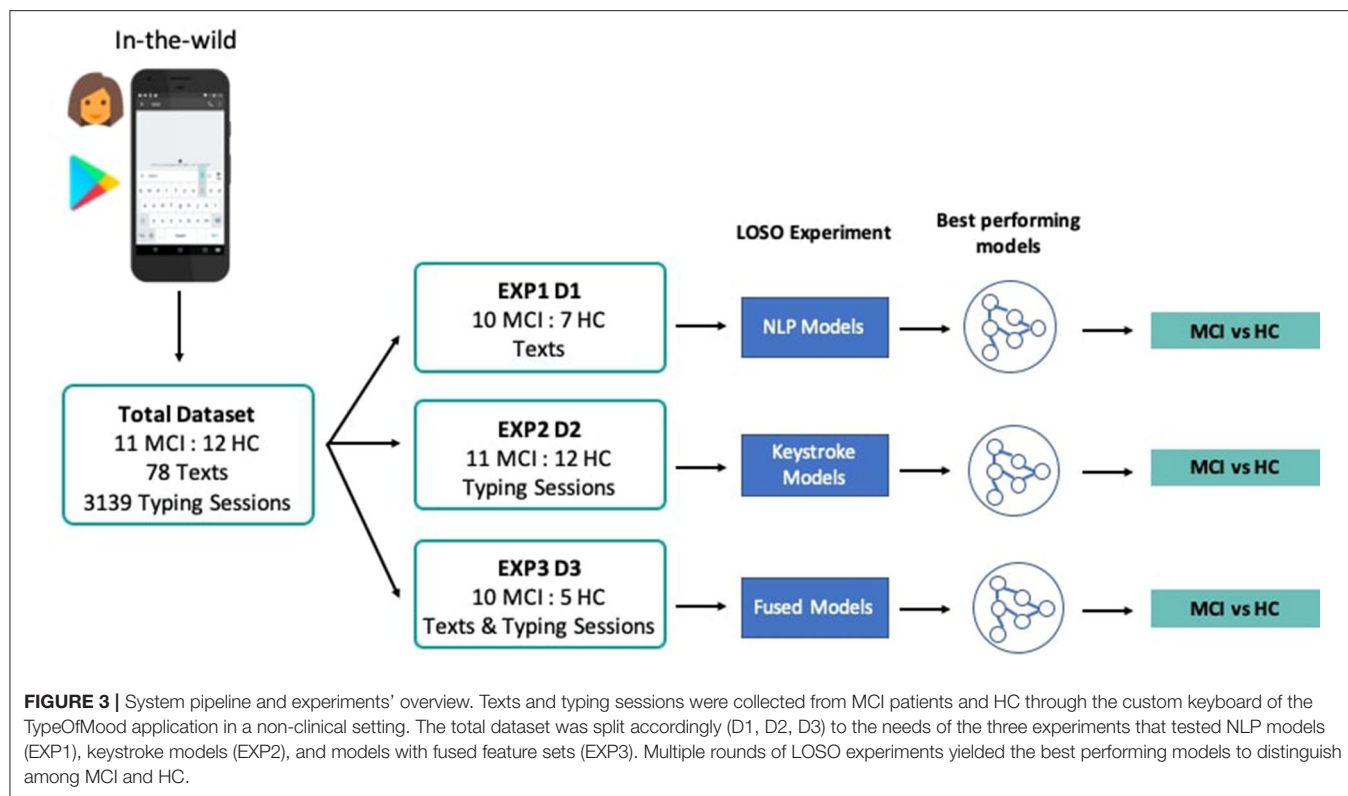 In-the-wild
LOSO Experiment
Best performing
models
EXP1 D1
10 MCI : 7 HC
Texts
NLP Models
MCI vs HC
Total Dataset
11 MCI : 12 HC
78 Texts
3139 Typing Sessions
EXP2 D2
11 MCI : 12 HC
Typing Sessions
Keystroke
Models
MCI vs HC
EXP3 D3
10 MCI : 5 HC
Texts & Typing Sessions
Fused Models
MCI vs HC
FIGURE 3 | System pipeline and experiments’ overview. Texts and typing sessions were collected from MCI patients and HC through the custom keyboard of the
TypeOfMood application in a non-clinical setting. The total dataset was split accordingly (D1, D2, D3) to the needs of the three experiments that tested NLP models
(EXP1), keystroke models (EXP2), and models with fused feature sets (EXP3). Multiple rounds of LOSO experiments yielded the best performing models to distinguish
among MCI and HC.